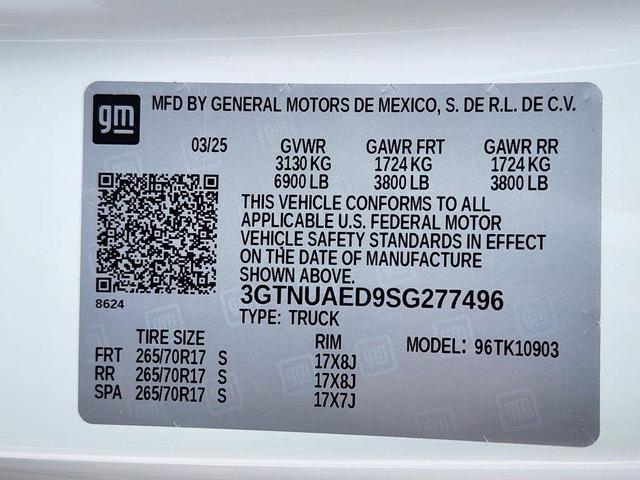 gm
MFD BY GENERAL MOTORS DE MEXICO, S. DE R.L. DE C.V.
03/25 GVWR GAWR FRT GAWR RR
3130 KG 1724 KG 1724 KG
6900 LB 3800 LB 3800 LB
THIS VEHICLE CONFORMS TO ALL
APPLICABLE U.S. FEDERAL MOTOR
VEHICLE SAFETY STANDARDS IN EFFECT
ON THE DATE OF MANUFACTURE
SHOWN ABOVE.
8624
3GTNUAED9SG277496
TYPE: TRUCK
TIRE SIZE RIM MODEL: 96TK10903
FRT 265/70R17 S 17X8J
RR 265/70R17 S 17X8J
SPA 265/70R17 S 17X7J